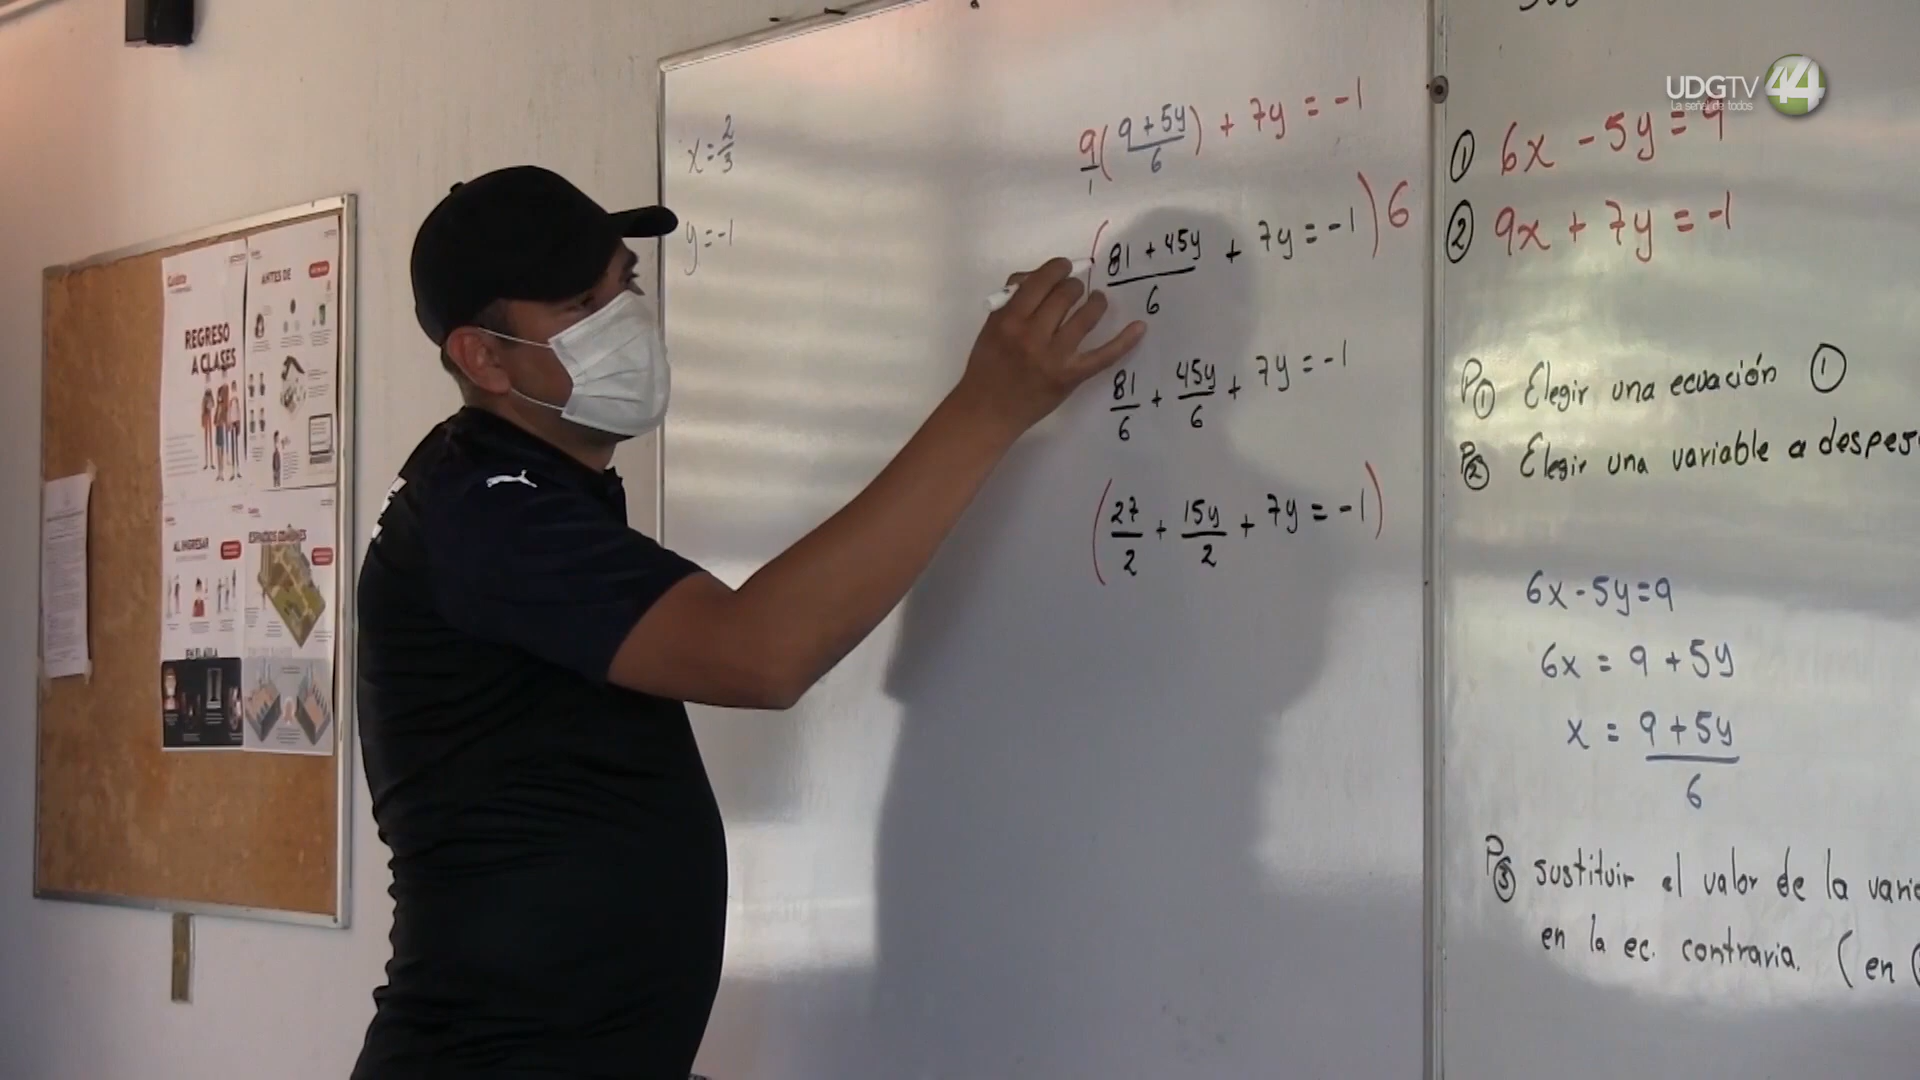 UDGTV 44
La señal de todos
REGRESO
A CLASES
ANTES DE
AL INGRESAR
ESPACIOS COMUNES
EN EL AULA
x = 2/3
y = -1
9/1 ( (9 + 5y)/6 ) + 7y = -1
( (81 + 45y)/6 + 7y = -1 ) 6
81/6 + 45y/6 + 7y = -1
( 27/2 + 15y/2 + 7y = -1 )
① 6x - 5y = 9
② 9x + 7y = -1
P① Elegir una ecuación ①
P② Elegir una variable a despej
6x - 5y = 9
6x = 9 + 5y
x = (9 + 5y)/6
P③ sustituir el valor de la varia
en la ec. contraria. (en